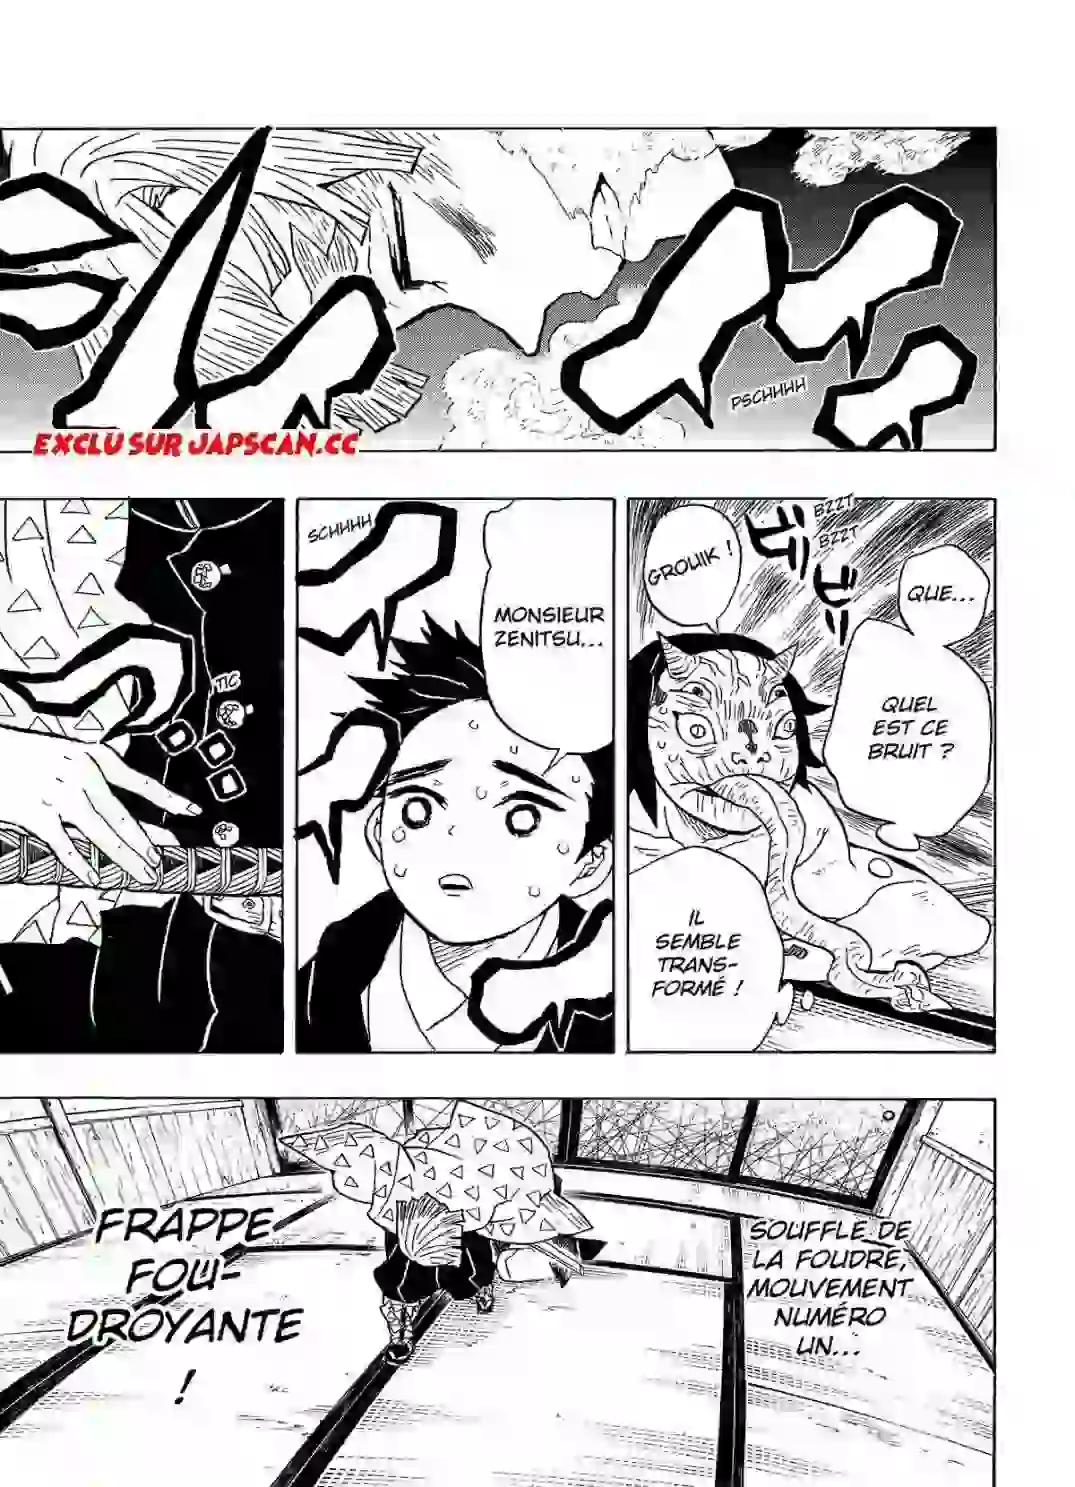 PSCHHHH
EXCLU SUR JAPSCAN.CC
BZZT
BZZT
GROUIK !
QUE...
QUEL
EST CE
BRUIT ?
IL
SEMBLE
TRANS-
FORMÉ !
SCHHHH
MONSIEUR
ZENITSU...
TIC
SOUFFLE DE
LA FOUDRE,
MOUVEMENT
NUMÉRO
UN...
FRAPPE
FOU-
DROYANTE
!